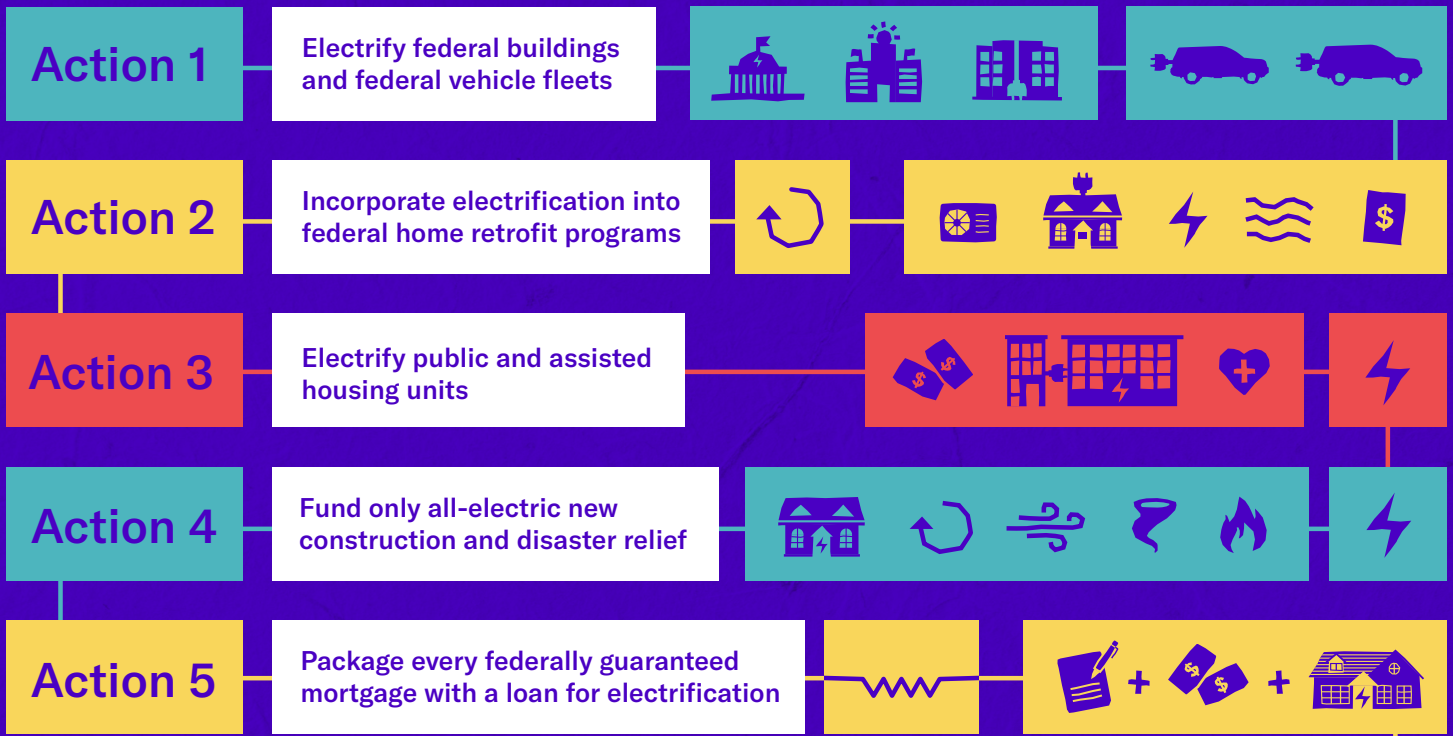 Action 1
Electrify federal buildings
and federal vehicle fleets
Action 2
Incorporate electrification into
federal home retrofit programs
$
Action 3
Electrify public and assisted
housing units
$ $
Action 4
Fund only all-electric new
construction and disaster relief
Action 5
Package every federally guaranteed
mortgage with a loan for electrification
+ $ $ +